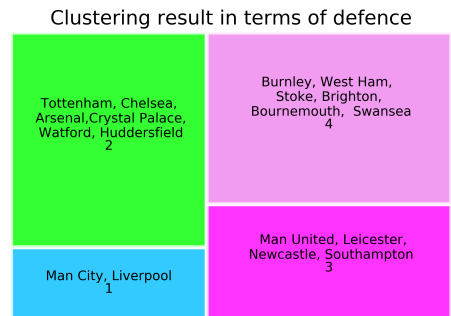 Clustering result in terms of defence
Tottenham, Chelsea,
Arsenal,Crystal Palace,
Watford, Huddersfield
2
Burnley, West Ham,
Stoke, Brighton,
Bournemouth,  Swansea
4
Man City, Liverpool
1
Man United, Leicester,
Newcastle, Southampton
3